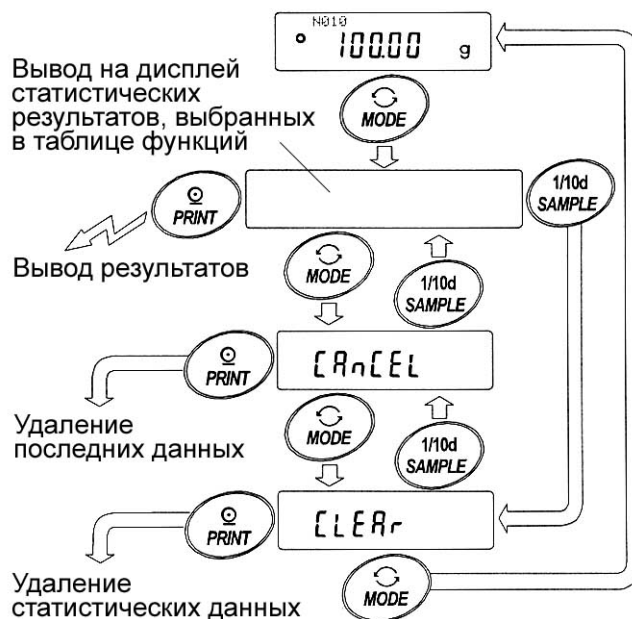 N010
100.00 g
MODE
Вывод на дисплей
статистических
результатов, выбранных
в таблице функций
PRINT
1/10d
SAMPLE
Вывод результатов
MODE
1/10d
SAMPLE
PRINT
CAnCEL
Удаление
последних данных
MODE
1/10d
SAMPLE
PRINT
CLEAr
Удаление
статистических данных
MODE